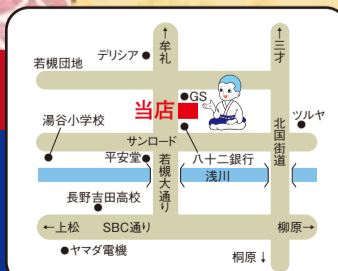 ↑牟礼
↑三才
デリシア
若槻団地
GS
当店
ツルヤ
湯谷小学校
サンロード
北国街道
平安堂
八十二銀行
若槻大通り
浅川
長野吉田高校
←上松
SBC通り
柳原→
ヤマダ電機
桐原↓